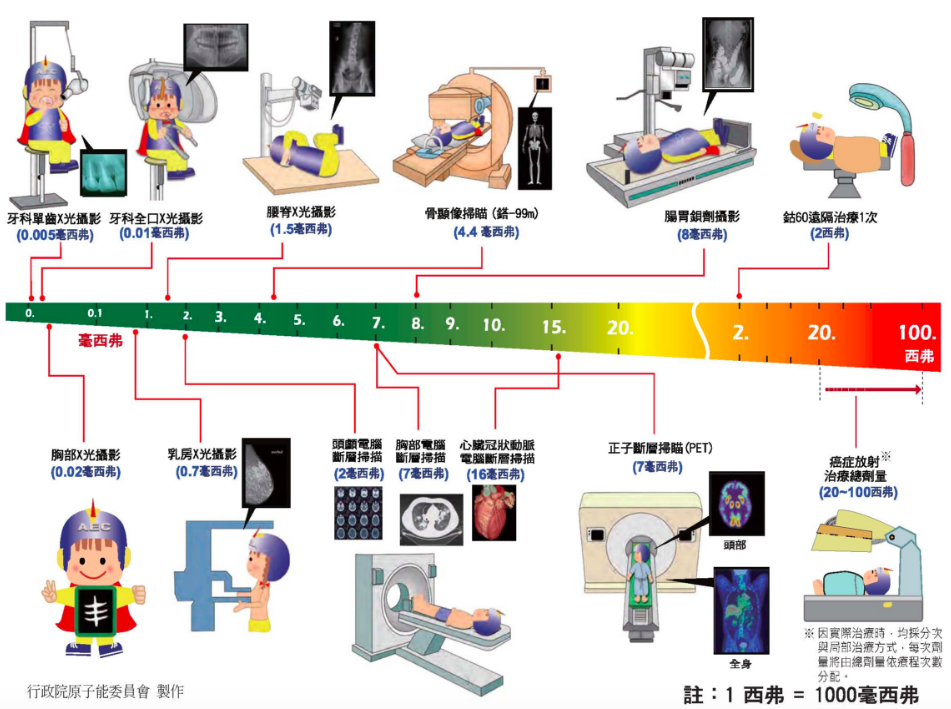 AEC
牙科單齒X光攝影
(0.005毫西弗)
牙科全口X光攝影
(0.01毫西弗)
腰脊X光攝影
(1.5毫西弗)
骨顯像掃瞄 (鎝-99m)
(4.4 毫西弗)
腸胃鋇劑攝影
(8毫西弗)
鈷60遠隔治療1次
(2西弗)
0. 0.1 1. 2. 3. 4. 5. 6. 7. 8. 9. 10. 15. 20. 2. 20. 100.
毫西弗
西弗
胸部X光攝影
(0.02毫西弗)
乳房X光攝影
(0.7毫西弗)
頭顱電腦
斷層掃描
(2毫西弗)
胸部電腦
斷層掃描
(7毫西弗)
心臟冠狀動脈
電腦斷層掃描
(16毫西弗)
正子斷層掃瞄(PET)
(7毫西弗)
癌症放射※
治療總劑量
(20~100西弗)
AEC
頭部
全身
※ 因實際治療時，均採分次
與局部治療方式，每次劑
量將由總劑量依療程次數
分配。
行政院原子能委員會 製作
註：1 西弗 = 1000毫西弗